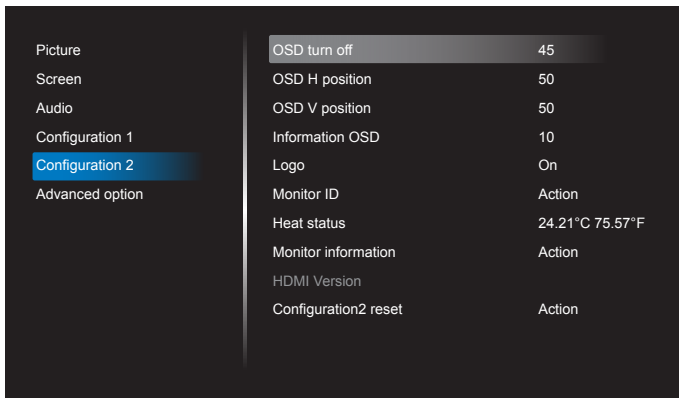 Picture
Screen
Audio
Configuration 1
Configuration 2
Advanced option
OSD turn off 45
OSD H position 50
OSD V position 50
Information OSD 10
Logo On
Monitor ID Action
Heat status 24.21°C 75.57°F
Monitor information Action
HDMI Version
Configuration2 reset Action